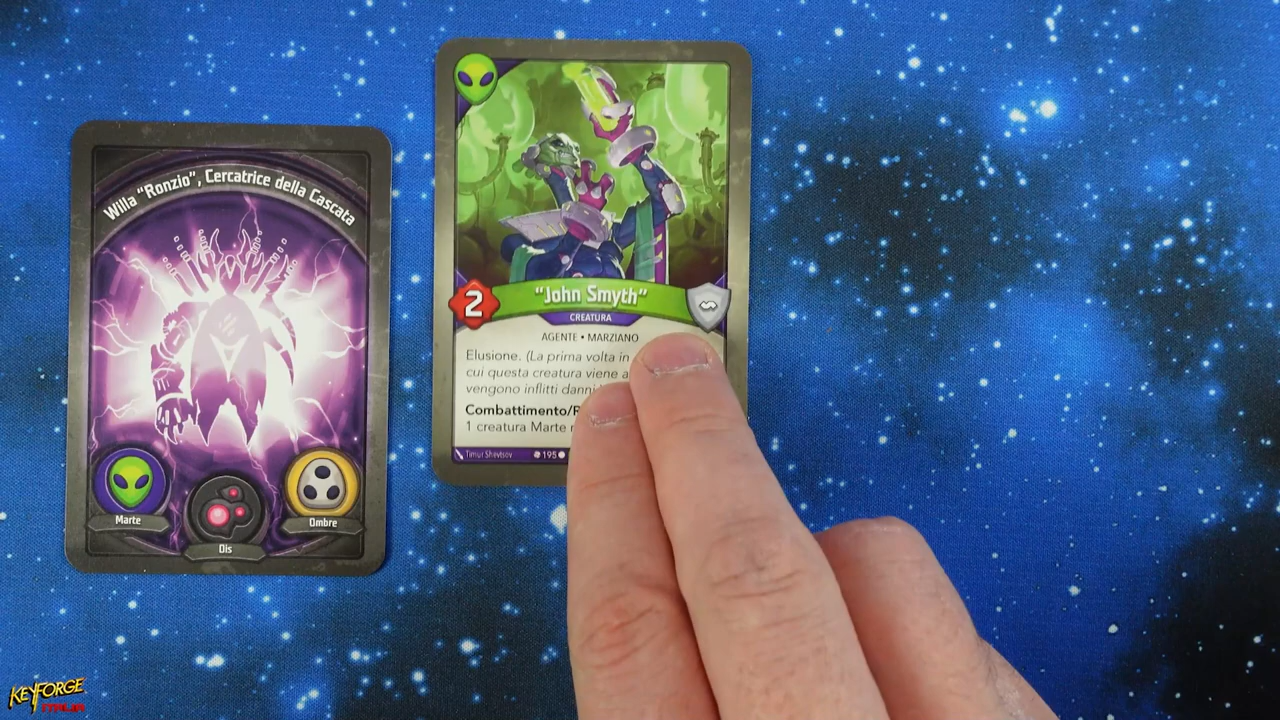 Willa "Ronzio", Cercatrice della Cascata
Marte
Dis
Ombre
2
"John Smyth"
CREATURA
AGENTE • MARZIANO
Elusione. (La prima volta in
cui questa creatura viene
vengono inflitti danni
Combattimento/
1 creatura Marte
Timur Shevtsov
195
KEYFORGE